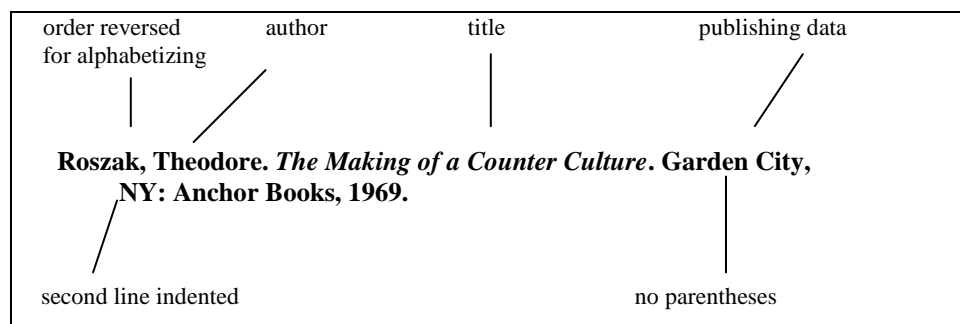 order reversed author title publishing data
for alphabetizing
Roszak, Theodore. The Making of a Counter Culture. Garden City,
NY: Anchor Books, 1969.
second line indented no parentheses